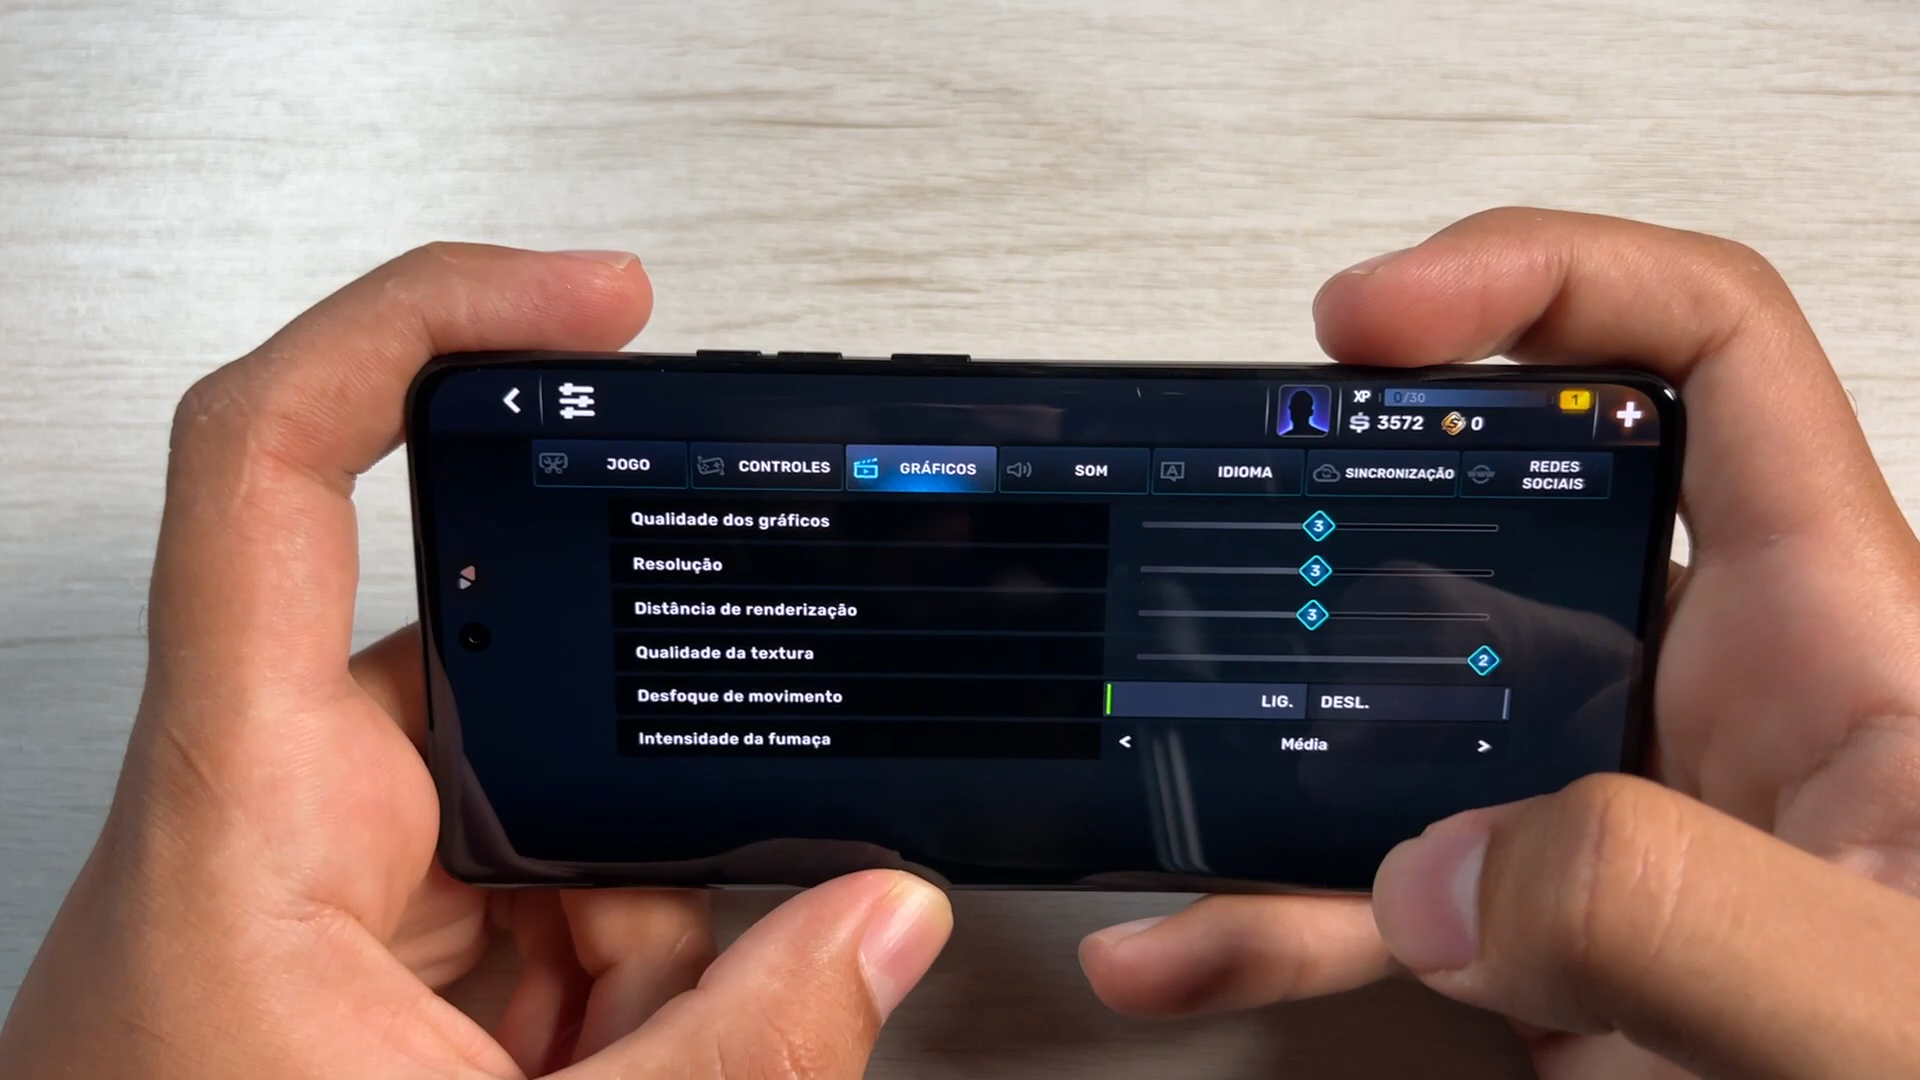 XP 0/30 1
3572 0
JOGO CONTROLES GRÁFICOS SOM IDIOMA SINCRONIZAÇÃO REDES
SOCIAIS
Qualidade dos gráficos 3
Resolução 3
Distância de renderização 3
Qualidade da textura 2
Desfoque de movimento LIG. DESL.
Intensidade da fumaça < Média >